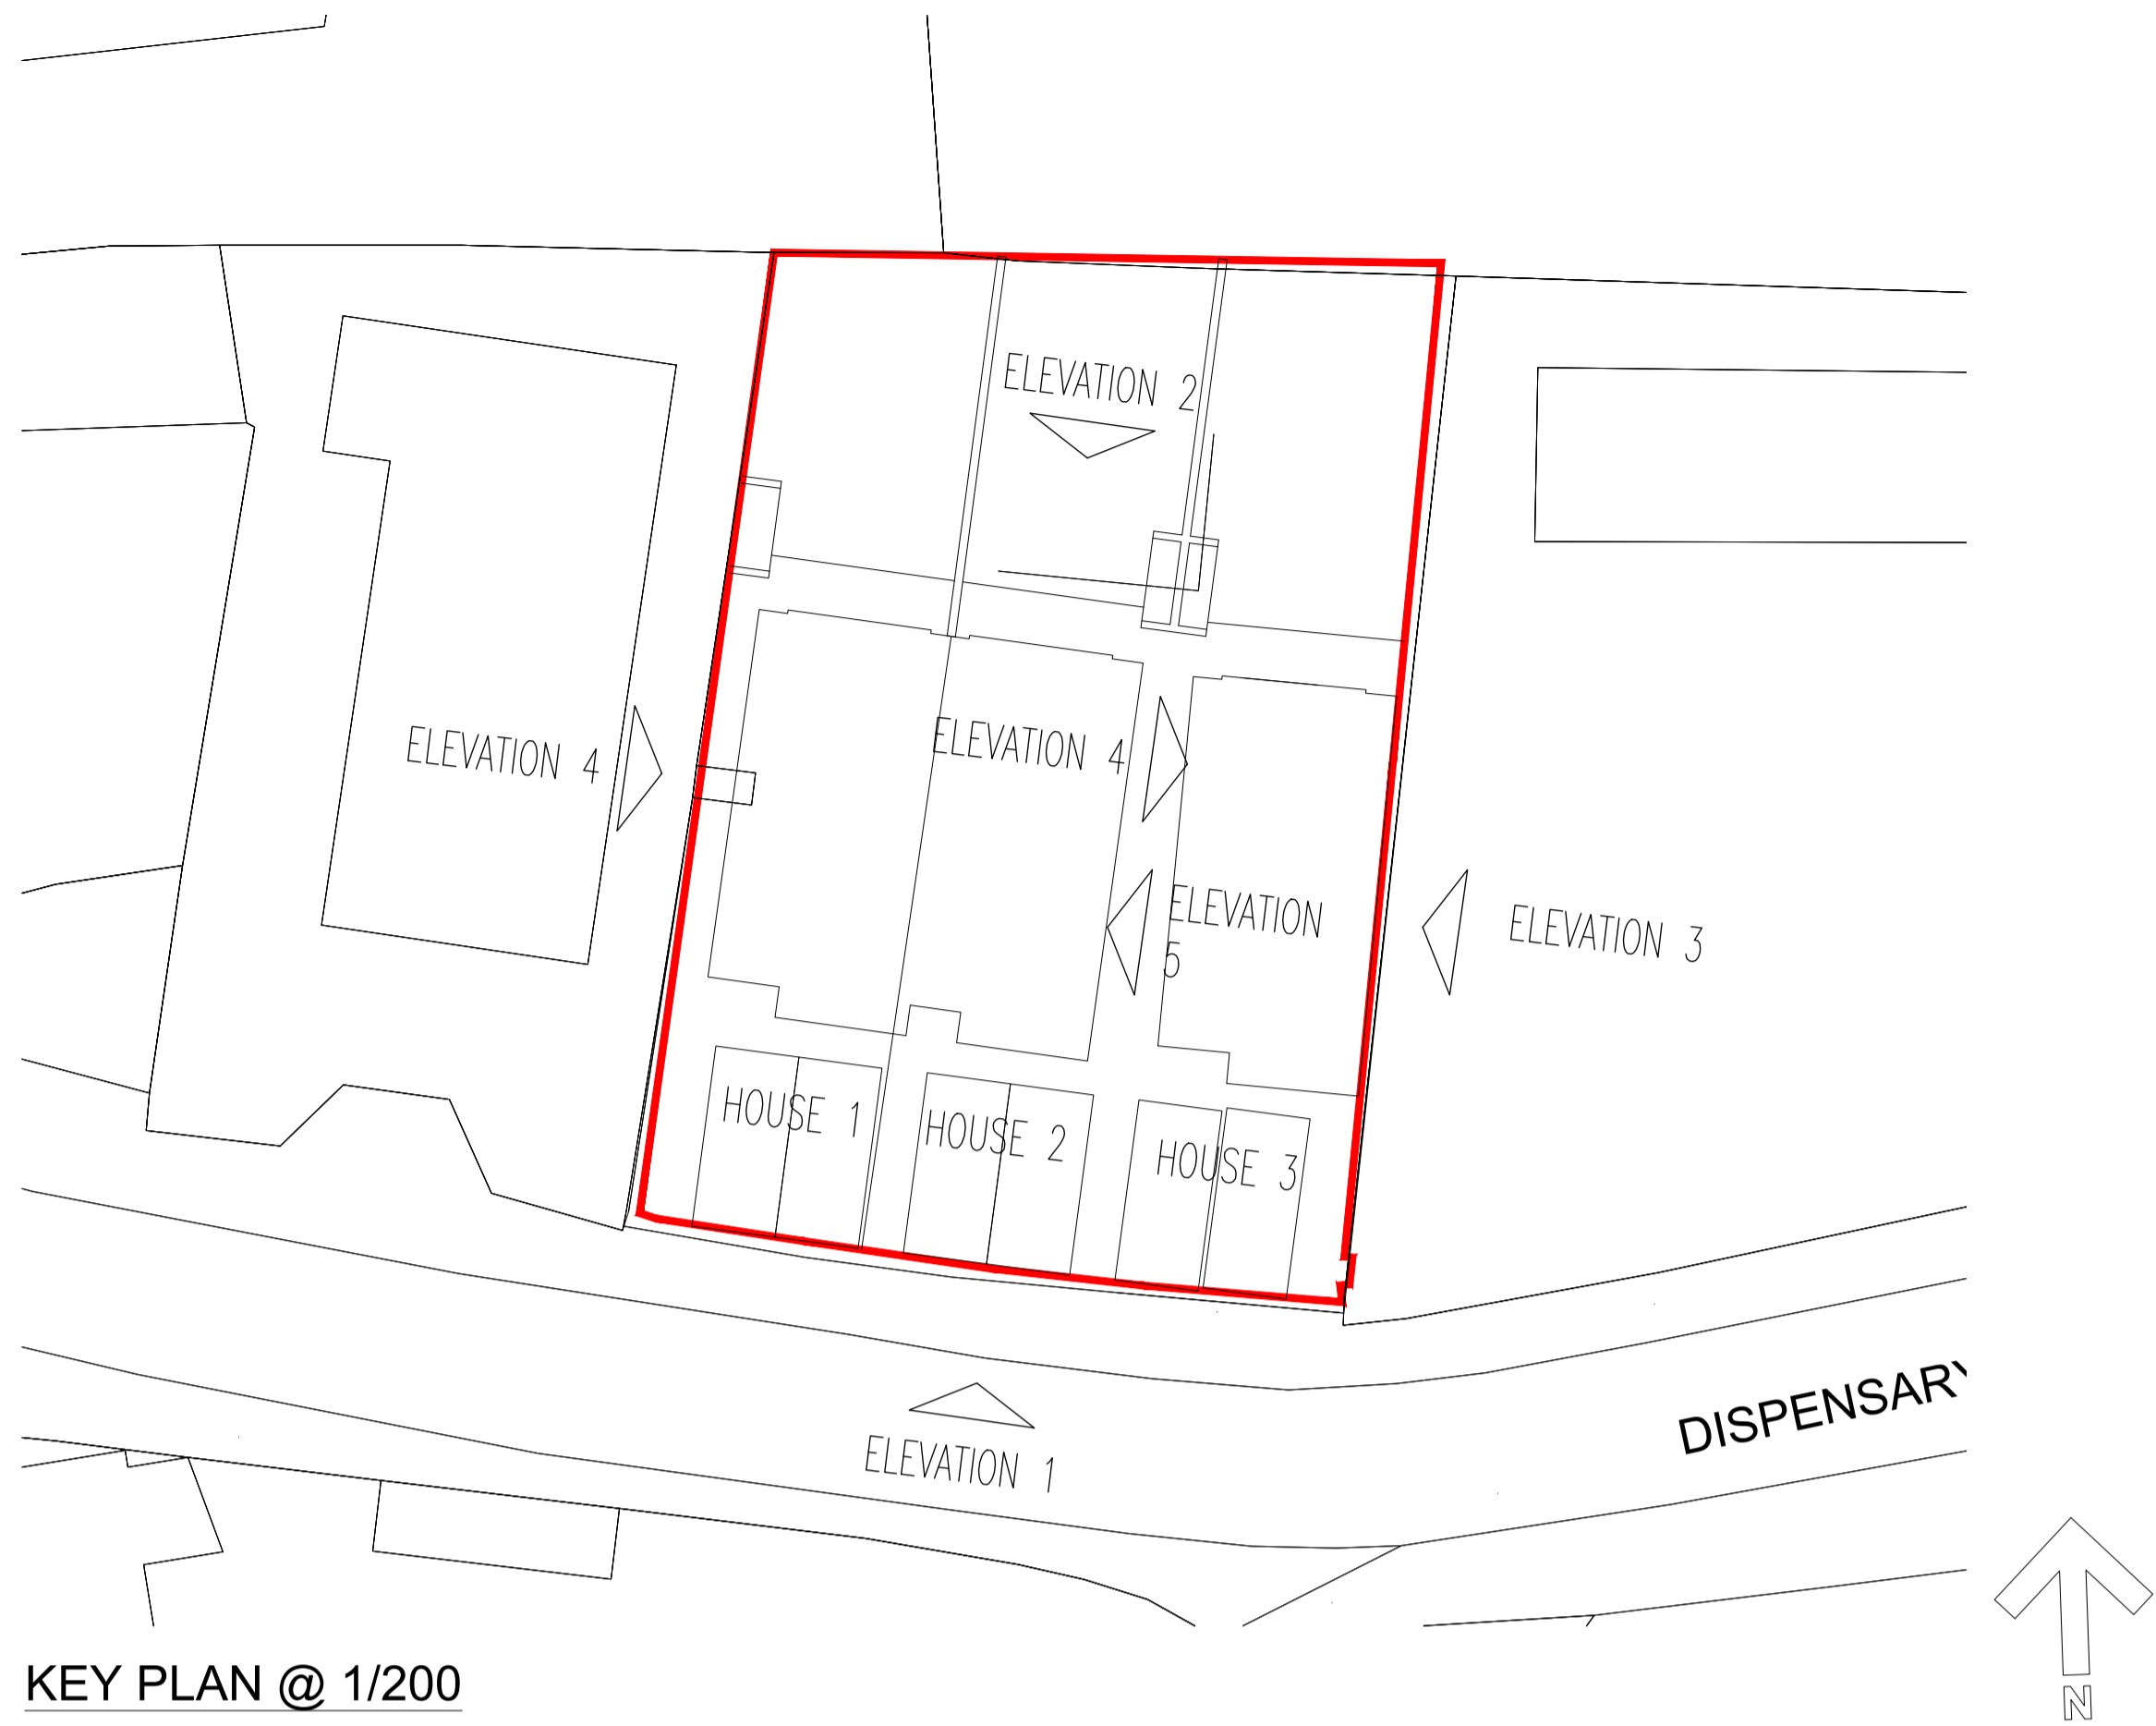 ELEVATION 2
ELEVATION 4
ELEVATION 4
ELEVATION
5
ELEVATION 3
HOUSE 1
HOUSE 2
HOUSE 3
DISPENSARY
ELEVATION 1
KEY PLAN @ 1/200
N